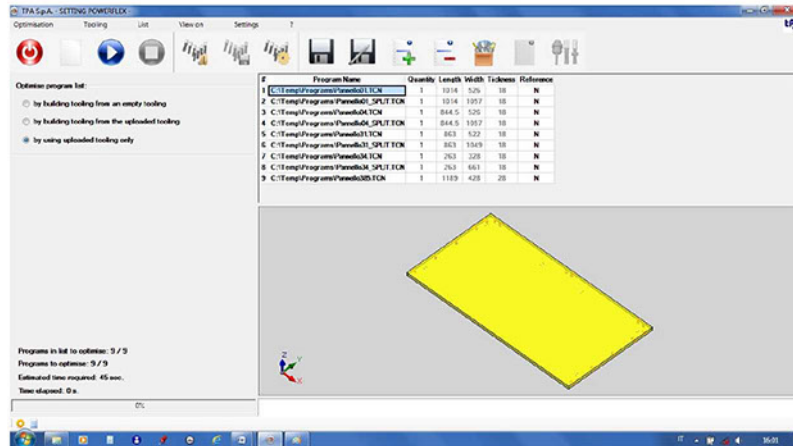 TPA S.p.A. - SETTING POWERFLEX
Optimisation Tooling List View on Settings ?
Optimise program list:
by building tooling from an empty tooling
by building tooling from the uploaded tooling
by using uploaded tooling only
# Program Name Quantity Length Width Tickness Reference
1 C:\Temp\Programs\Pannello01.TCN 1 1014 526 18 N
2 C:\Temp\Programs\Pannello01_SPLIT.TCN 1 1014 1057 18 N
3 C:\Temp\Programs\Pannello04.TCN 1 844.5 526 18 N
4 C:\Temp\Programs\Pannello04_SPLIT.TCN 1 844.5 1057 18 N
5 C:\Temp\Programs\Pannello31.TCN 1 863 522 18 N
6 C:\Temp\Programs\Pannello31_SPLIT.TCN 1 863 1049 18 N
7 C:\Temp\Programs\Pannello34.TCN 1 263 328 18 N
8 C:\Temp\Programs\Pannello34_SPLIT.TCN 1 263 661 18 N
9 C:\Temp\Programs\Pannello385.TCN 1 1189 428 28 N
Z
Y
X
Programs in list to optimise: 9 / 9
Programs to optimise: 9 / 9
Estimated time required: 45 sec.
Time elapsed: 0 s.
0%
IT 16:01